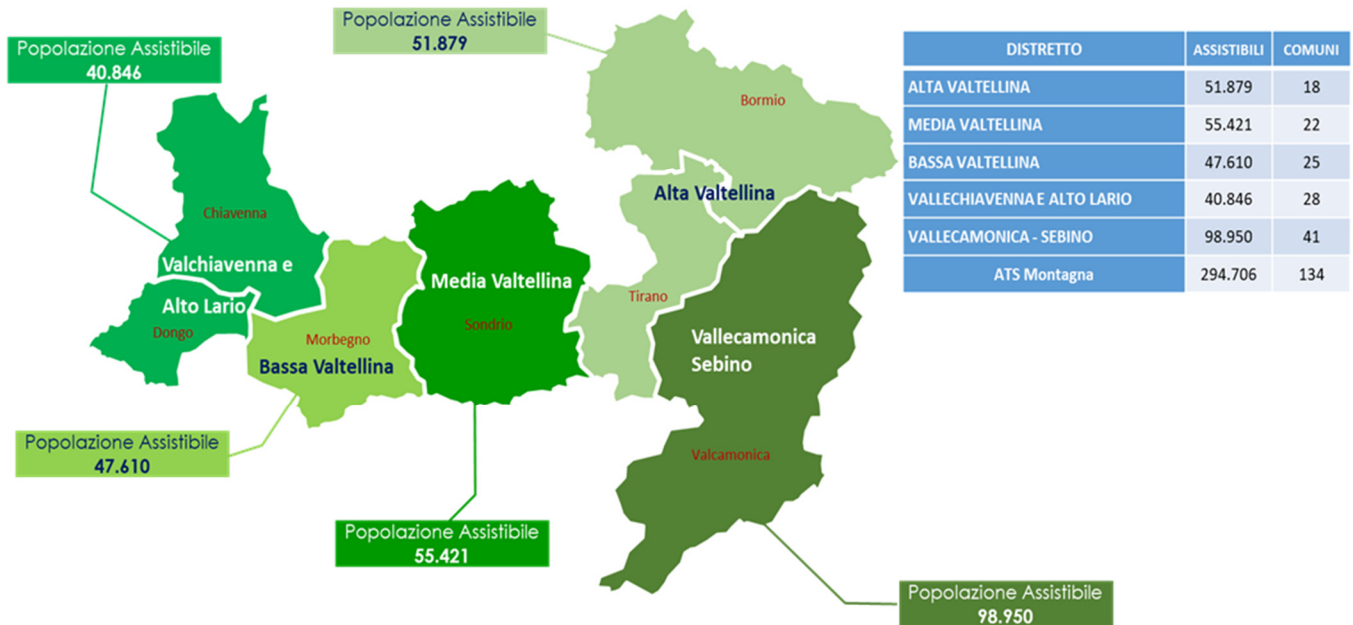 Popolazione Assistibile
51.879
Popolazione Assistibile
40.846
Bormio
Alta Valtellina
Chiavenna
Valchiavenna e
Alto Lario
Dongo
Media Valtellina
Sondrio
Tirano
Morbegno
Bassa Valtellina
Vallecamonica
Sebino
Valcamonica
Popolazione Assistibile
47.610
Popolazione Assistibile
55.421
Popolazione Assistibile
98.950
DISTRETTO ASSISTIBILI COMUNI
ALTA VALTELLINA 51.879 18
MEDIA VALTELLINA 55.421 22
BASSA VALTELLINA 47.610 25
VALLECHIAVENNA E ALTO LARIO 40.846 28
VALLECAMONICA - SEBINO 98.950 41
ATS Montagna 294.706 134